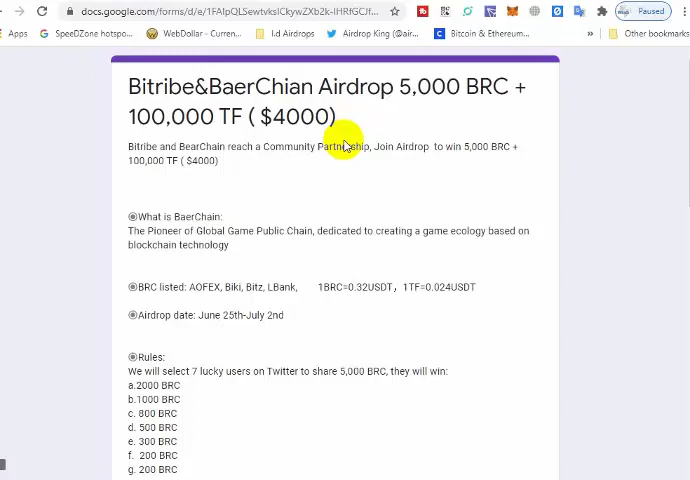 docs.google.com/forms/d/e/1FAIpQLSewtvksICkywZXb2k-lHRfGCJf...
Paused
Apps
SpeeDZone hotspo...
WebDollar - Curren...
I.d Airdrops
Airdrop King (@air...
Bitcoin & Ethereum...
»
Other bookmarks
Bitribe&BaerChian Airdrop 5,000 BRC +
100,000 TF ( $4000)
Bitribe and BearChain reach a Community Partnership, Join Airdrop to win 5,000 BRC +
100,000 TF ( $4000)
◉What is BaerChain:
The Pioneer of Global Game Public Chain, dedicated to creating a game ecology based on
blockchain technology
◉BRC listed: AOFEX, Biki, Bitz, LBank, 1BRC=0.32USDT，1TF=0.024USDT
◉Airdrop date: June 25th-July 2nd
◉Rules:
We will select 7 lucky users on Twitter to share 5,000 BRC, they will win:
a.2000 BRC
b.1000 BRC
c. 800 BRC
d. 500 BRC
e. 300 BRC
f. 200 BRC
g. 200 BRC